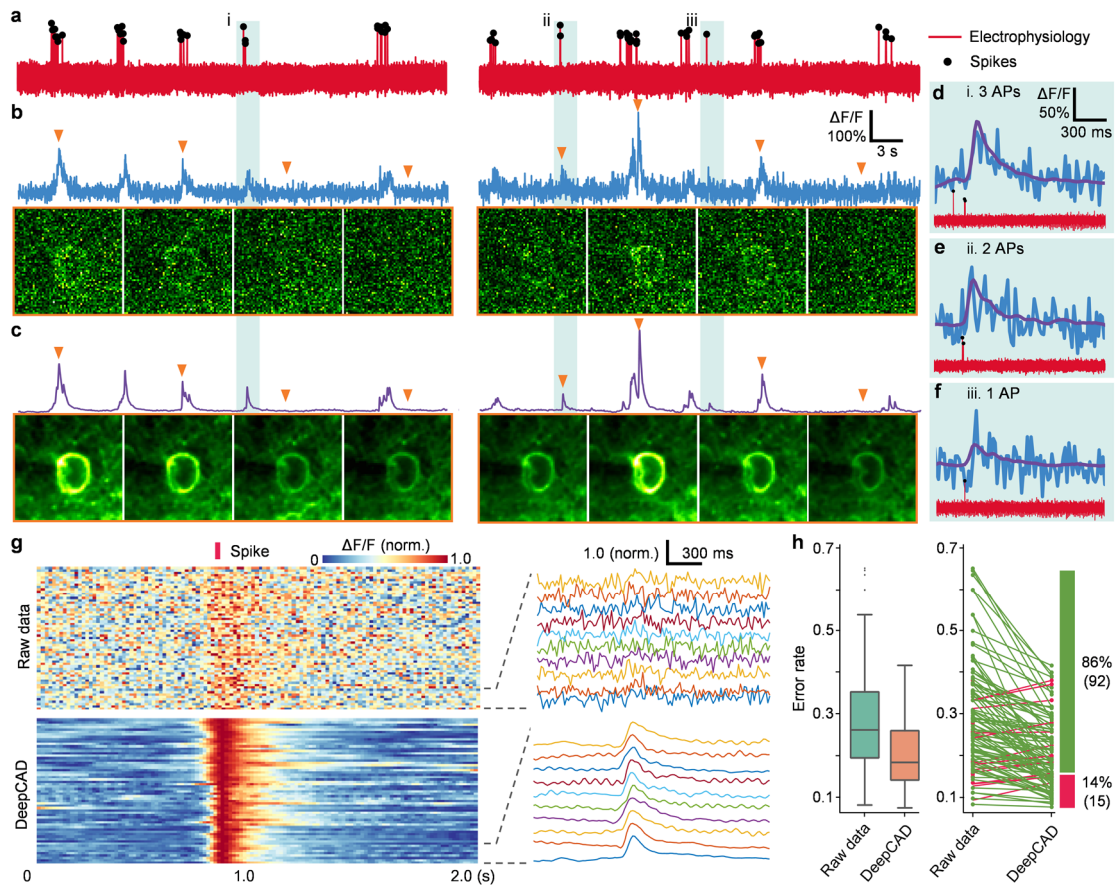 a
i
ii
iii
Electrophysiology
Spikes
b
ΔF/F
100%
3 s
d
i. 3 APs
ΔF/F
50%
300 ms
e
ii. 2 APs
c
f
iii. 1 AP
g
Spike
ΔF/F (norm.)
0
1.0
1.0 (norm.)
300 ms
Raw data
DeepCAD
0
1.0
2.0 (s)
h
Error rate
0.7
0.5
0.3
0.1
Raw data
DeepCAD
0.7
0.5
0.3
0.1
Raw data
DeepCAD
86%
(92)
14%
(15)